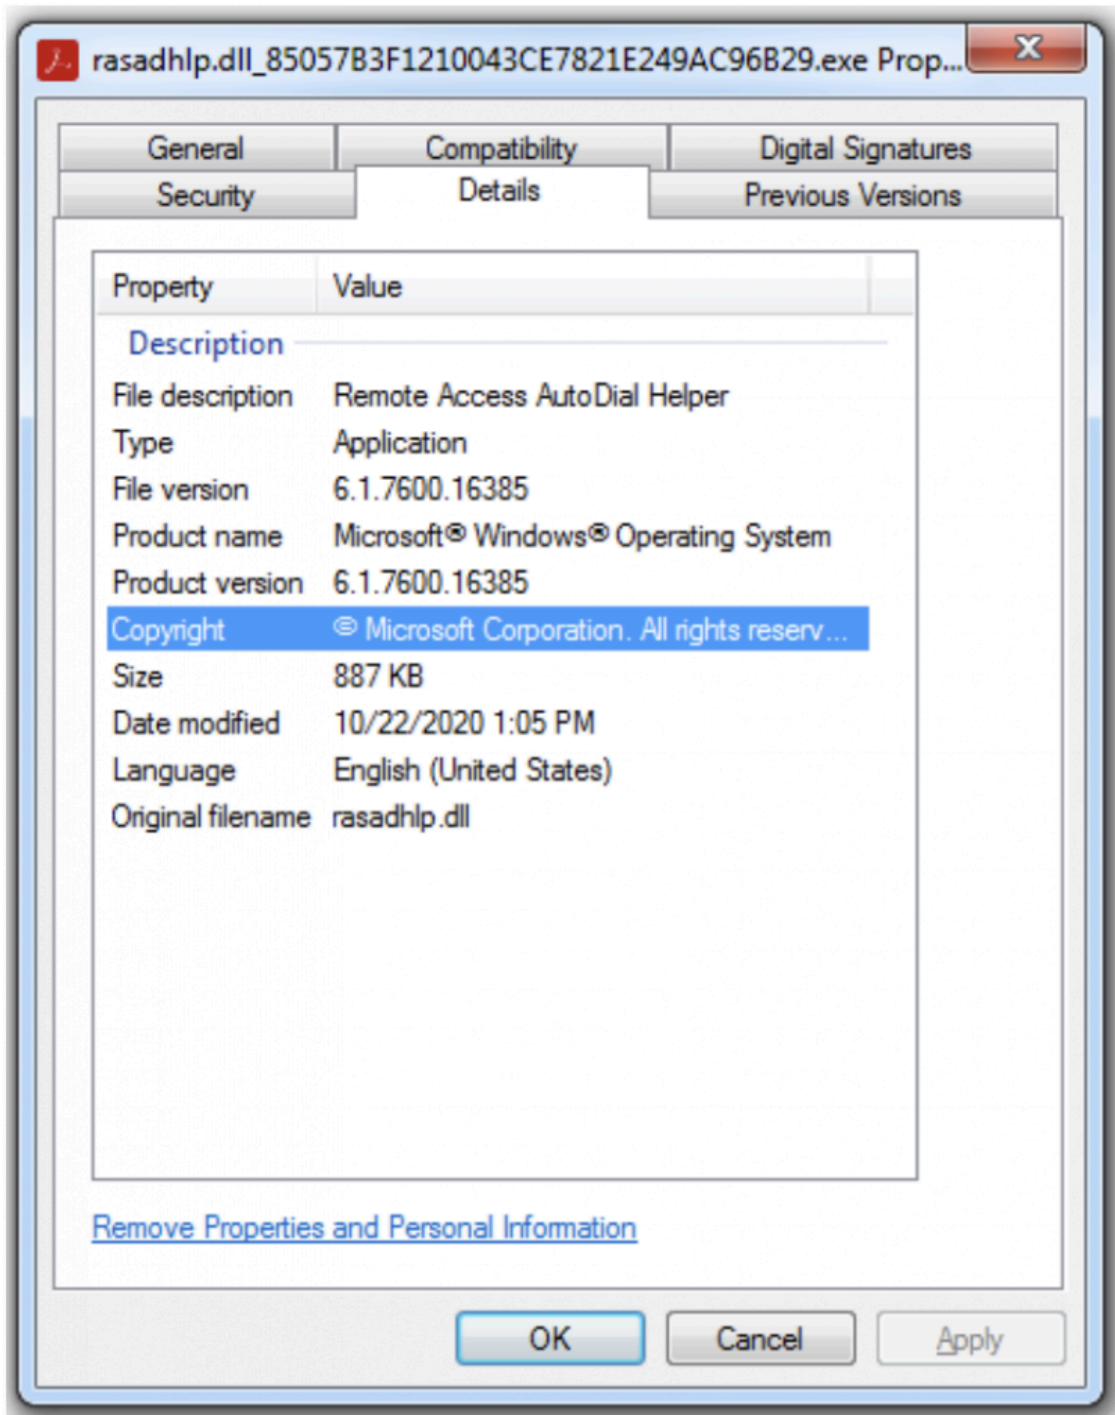 rasadhlp.dll_85057B3F1210043CE7821E249AC96B29.exe Prop...
General Compatibility Digital Signatures
Security Details Previous Versions
Property Value
Description
File description Remote Access AutoDial Helper
Type Application
File version 6.1.7600.16385
Product name Microsoft® Windows® Operating System
Product version 6.1.7600.16385
Copyright © Microsoft Corporation. All rights reserv...
Size 887 KB
Date modified 10/22/2020 1:05 PM
Language English (United States)
Original filename rasadhlp.dll
Remove Properties and Personal Information
OK Cancel Apply